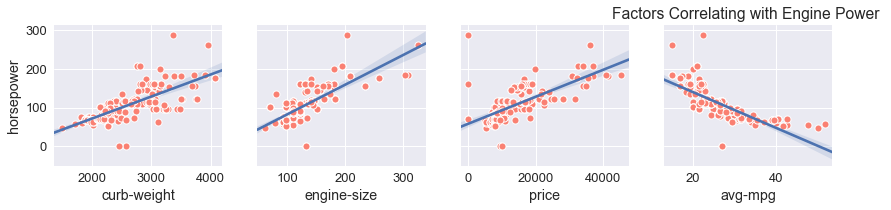 Factors Correlating with Engine Power
horsepower
300
200
100
0
2000 3000 4000
curb-weight
100 200 300
engine-size
0 20000 40000
price
20 40
avg-mpg